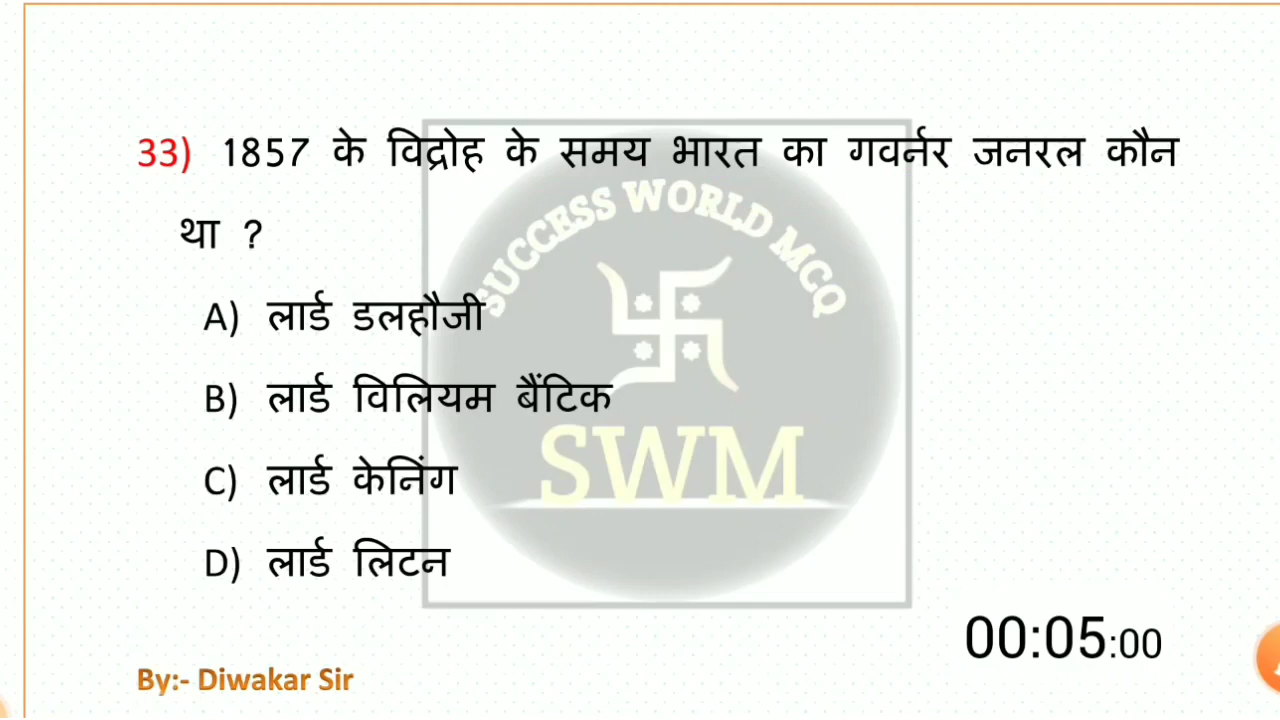 33) 1857 के विद्रोह के समय भारत का गवर्नर जनरल कौन
था ?
A) लार्ड डलहौजी
B) लार्ड विलियम बैंटिक
C) लार्ड केनिंग
D) लार्ड लिटन
SUCCESS WORLD MCQ
SWM
00:05:00
By:- Diwakar Sir